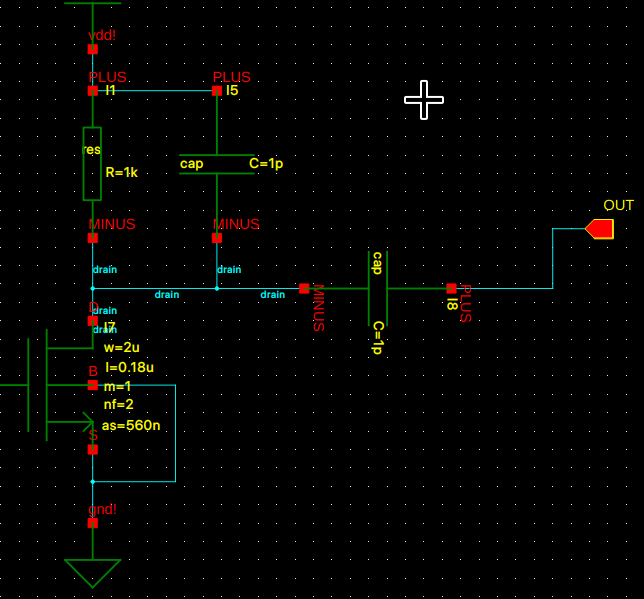 vdd!
PLUS
I1
PLUS
I5
res
R=1k
cap
C=1p
MINUS
MINUS
OUT
drain
drain
drain
drain
cap
C=1p
MINUS
I8
PLUS
drain
D
I7
drain
w=2u
l=0.18u
B
m=1
nf=2
as=560n
S
gnd!